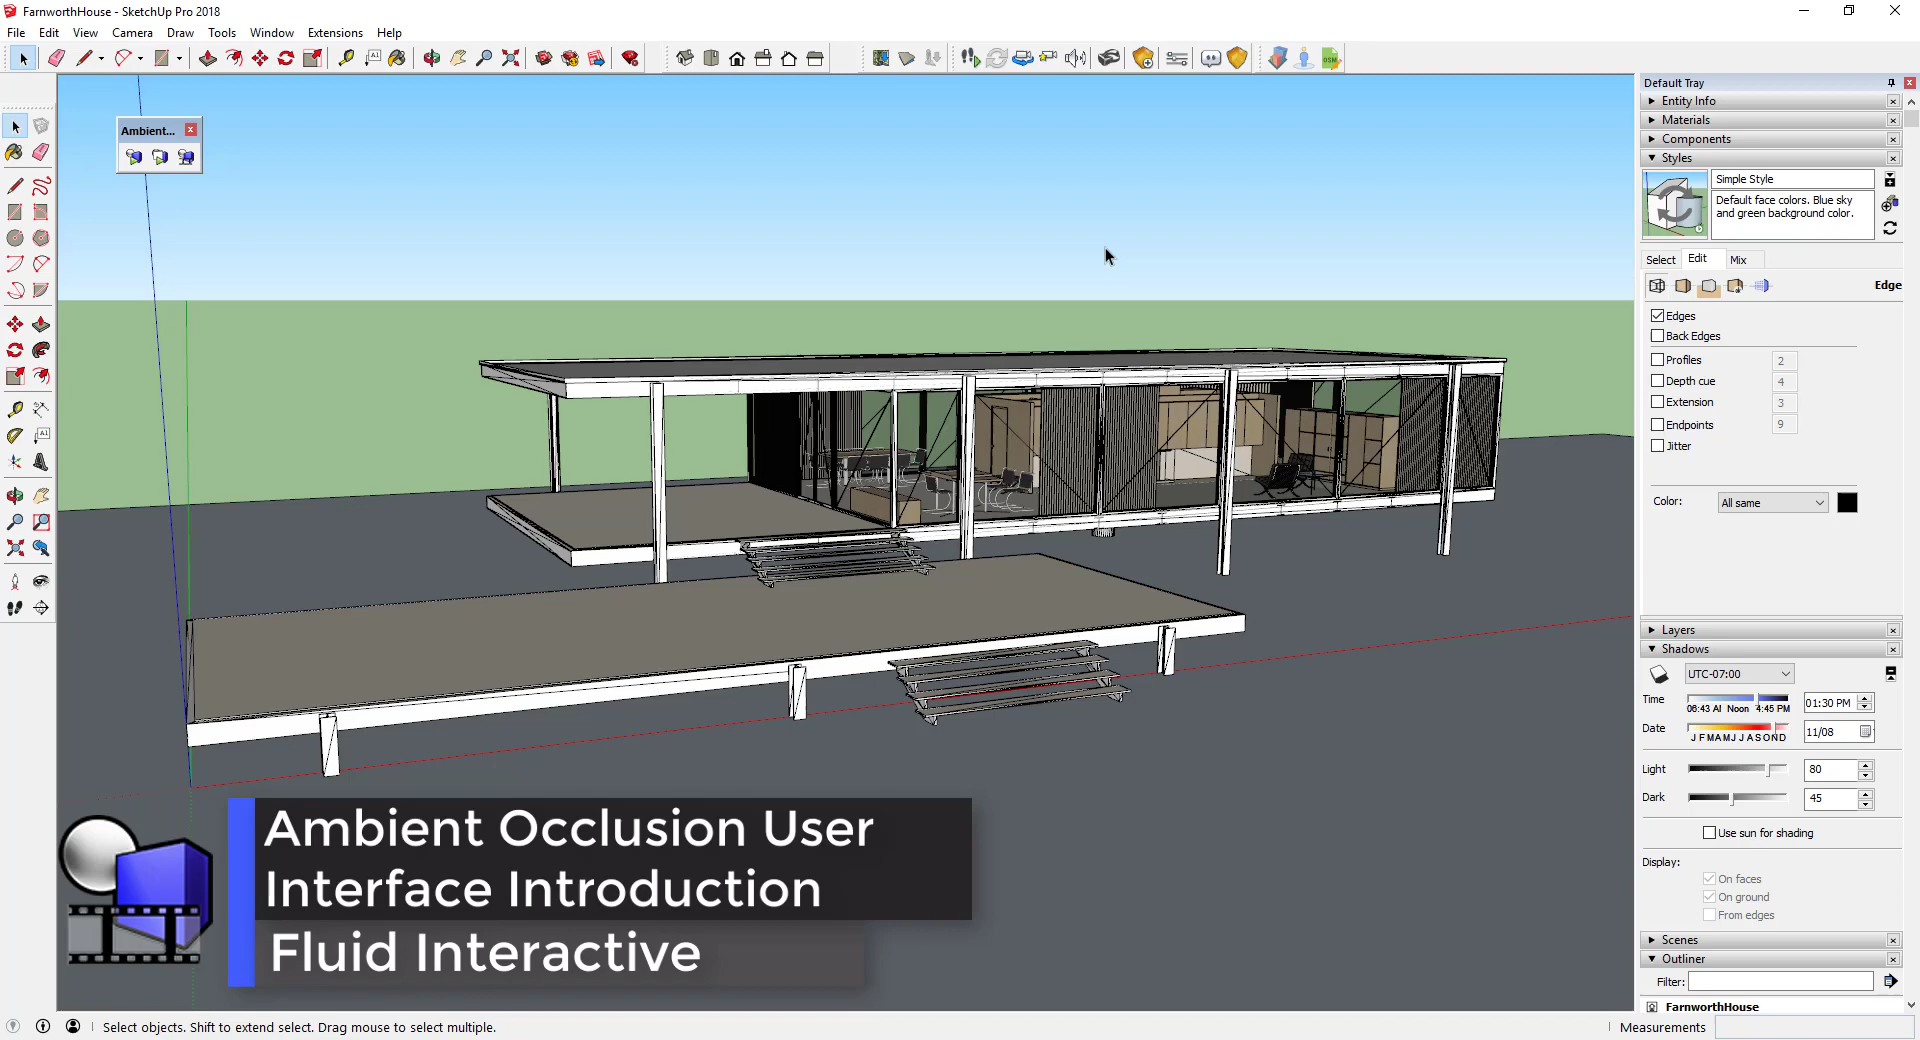 FarnworthHouse - SketchUp Pro 2018
File Edit View Camera Draw Tools Window Extensions Help
A1
OSM
Default Tray
Entity Info
Materials
Components
Styles
Ambient...
Simple Style
Default face colors. Blue sky
and green background color.
Select Edit Mix
Edge
Edges
Back Edges
Profiles 2
Depth cue 4
Extension 3
Endpoints 9
Jitter
A1
Color: All same
Layers
Shadows
UTC-07:00
Time 06:43 AI Noon 4:45 PM 01:30 PM
Date J F M A M J J A S O N D 11/08
Light 80
Dark 45
Use sun for shading
Display:
On faces
On ground
From edges
Scenes
Outliner
Filter:
FarnworthHouse
Ambient Occlusion User
Interface Introduction
Fluid Interactive
Select objects. Shift to extend select. Drag mouse to select multiple.
Measurements